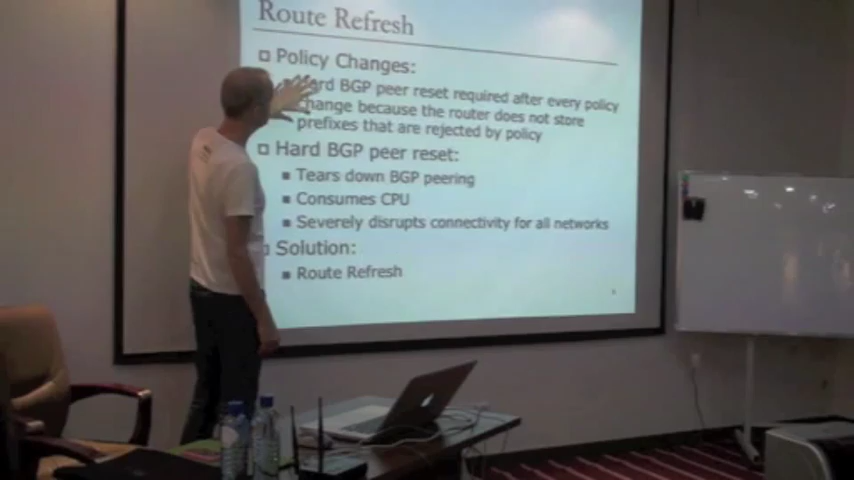 Route Refresh
Policy Changes:
Hard BGP peer reset required after every policy
change because the router does not store
prefixes that are rejected by policy
Hard BGP peer reset:
Tears down BGP peering
Consumes CPU
Severely disrupts connectivity for all networks
Solution:
Route Refresh